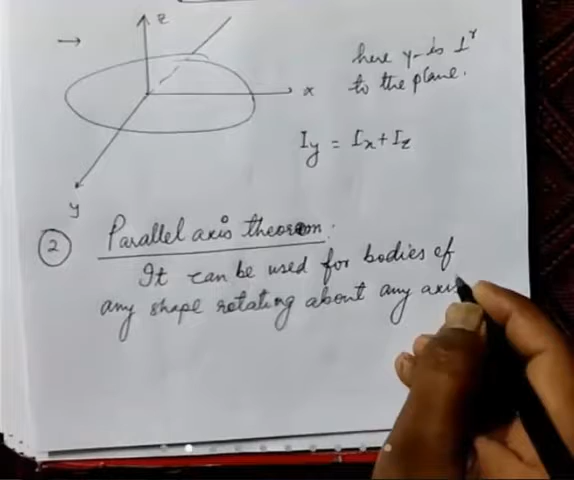 z
→
x
y
here y is ⊥r
to the plane.
Iy = Ix + Iz
2 Parallel axis theorem:
It can be used for bodies of
any shape rotating about any axis